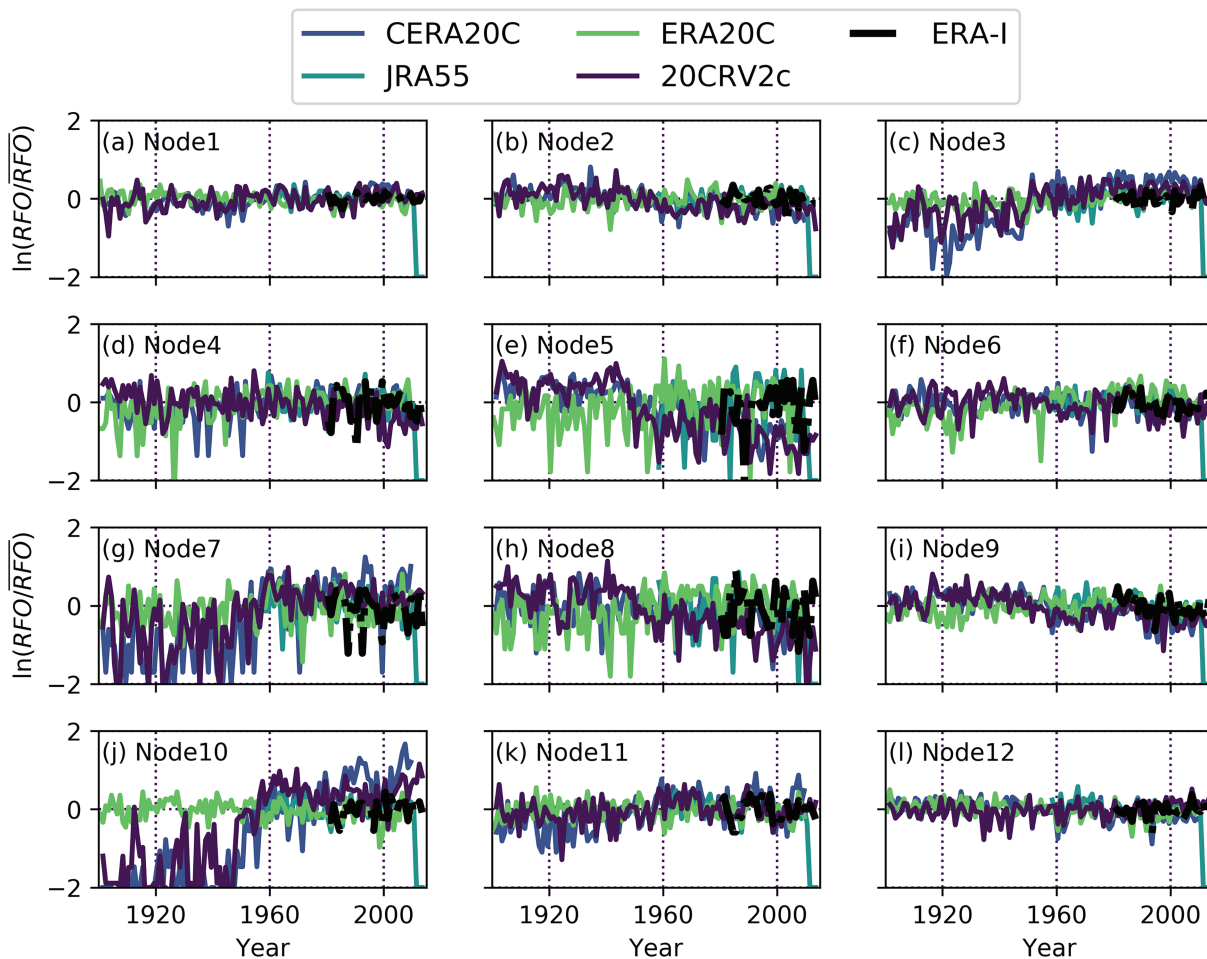 CERA20C ERA20C ERA-I
JRA55 20CRV2c
ln(RFO/R̅F̅O̅)
2
0
−2
(a) Node1
(b) Node2
(c) Node3
2
0
−2
(d) Node4
(e) Node5
(f) Node6
ln(RFO/R̅F̅O̅)
2
0
−2
(g) Node7
(h) Node8
(i) Node9
2
0
−2
(j) Node10
(k) Node11
(l) Node12
1920 1960 2000
1920 1960 2000
1920 1960 2000
Year Year Year